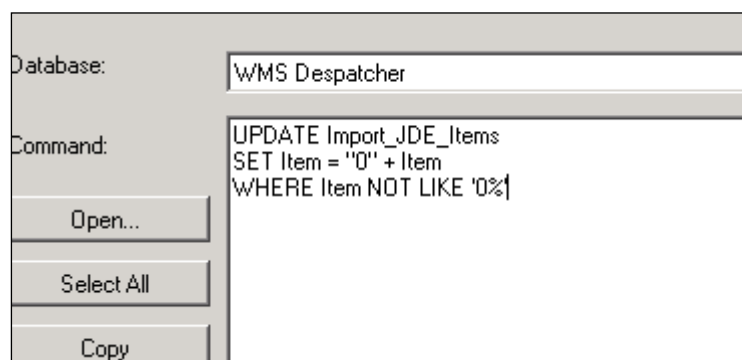 Database:
WMS Despatcher
Command:
UPDATE Import_JDE_Items
SET Item = "0" + Item
WHERE Item NOT LIKE '0%'
Open...
Select All
Copy